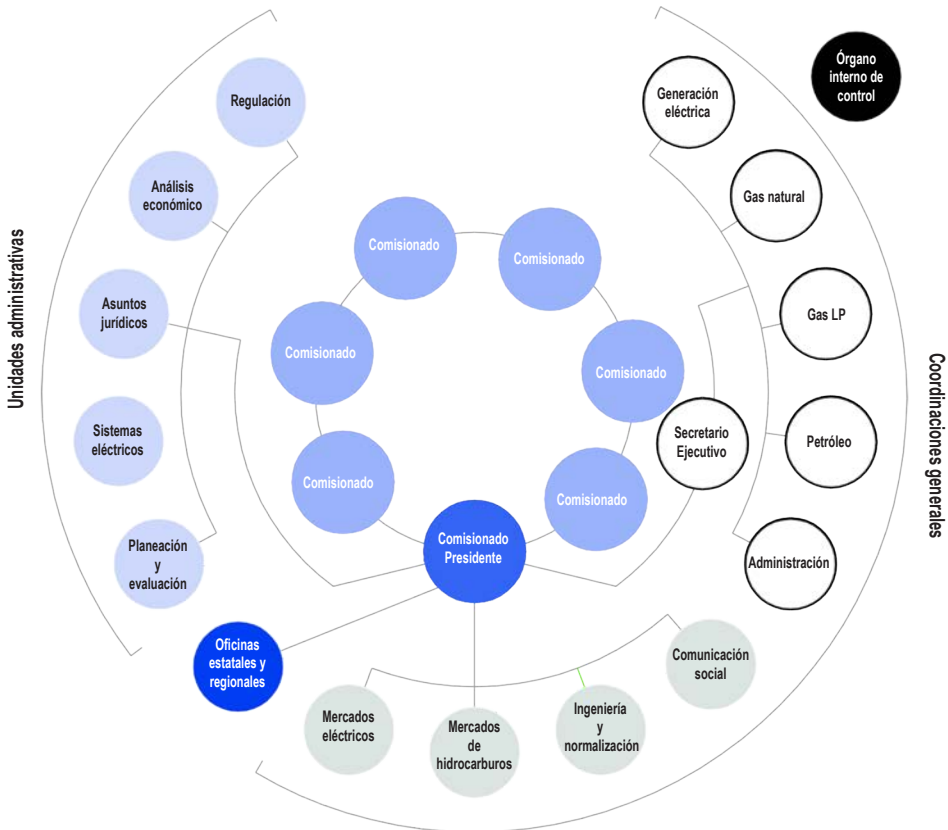 Órgano
interno de
control
Unidades administrativas
Regulación
Análisis
económico
Asuntos
jurídicos
Sistemas
eléctricos
Planeación
y
evaluación
Comisionado
Comisionado
Comisionado
Comisionado
Comisionado
Comisionado
Comisionado
Presidente
Secretario
Ejecutivo
Generación
eléctrica
Gas natural
Gas LP
Petróleo
Administración
Coordinaciones generales
Oficinas
estatales y
regionales
Mercados
eléctricos
Mercados
de
hidrocarburos
Ingeniería
y
normalización
Comunicación
social